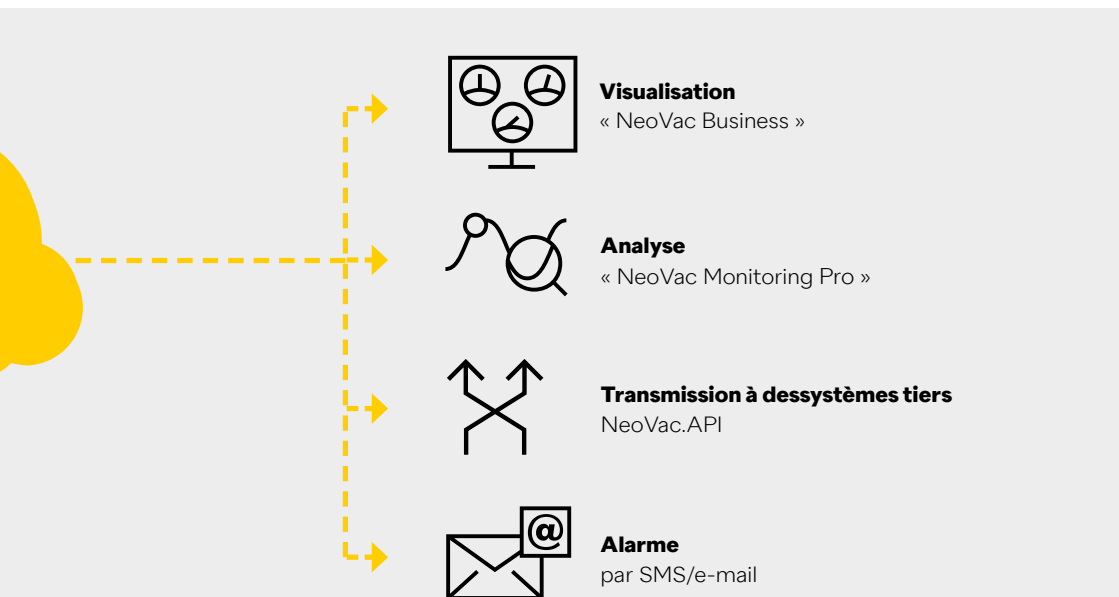 Visualisation
« NeoVac Business »
Analyse
« NeoVac Monitoring Pro »
Transmission à dessystèmes tiers
NeoVac.API
@
Alarme
par SMS/e-mail